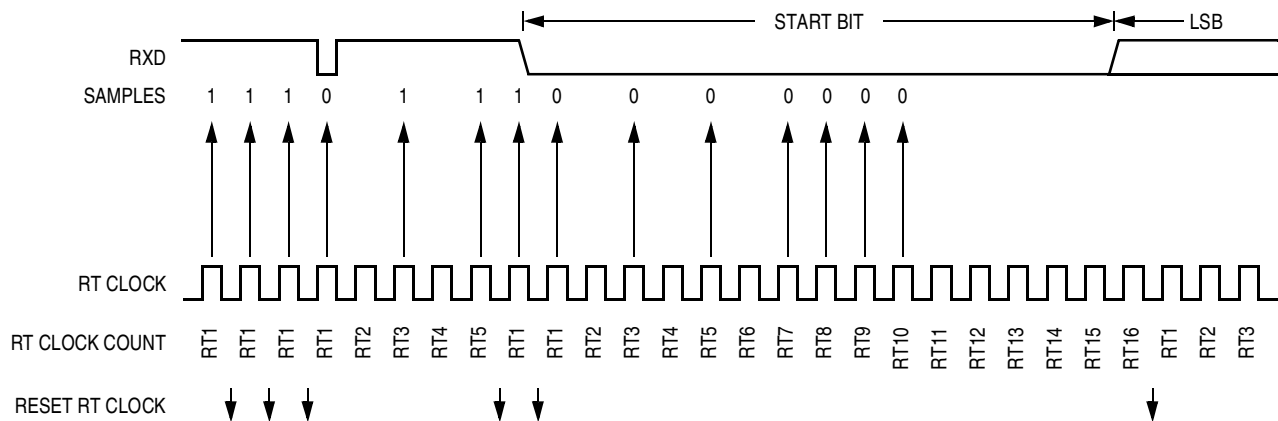 START BIT LSB
RXD
SAMPLES 1 1 1 0 1 1 1 0 0 0 0 0 0 0
RT CLOCK
RT CLOCK COUNT RT1 RT1 RT1 RT1 RT2 RT3 RT4 RT5 RT1 RT1 RT2 RT3 RT4 RT5 RT6 RT7 RT8 RT9 RT10 RT11 RT12 RT13 RT14 RT15 RT16 RT1 RT2 RT3
RESET RT CLOCK